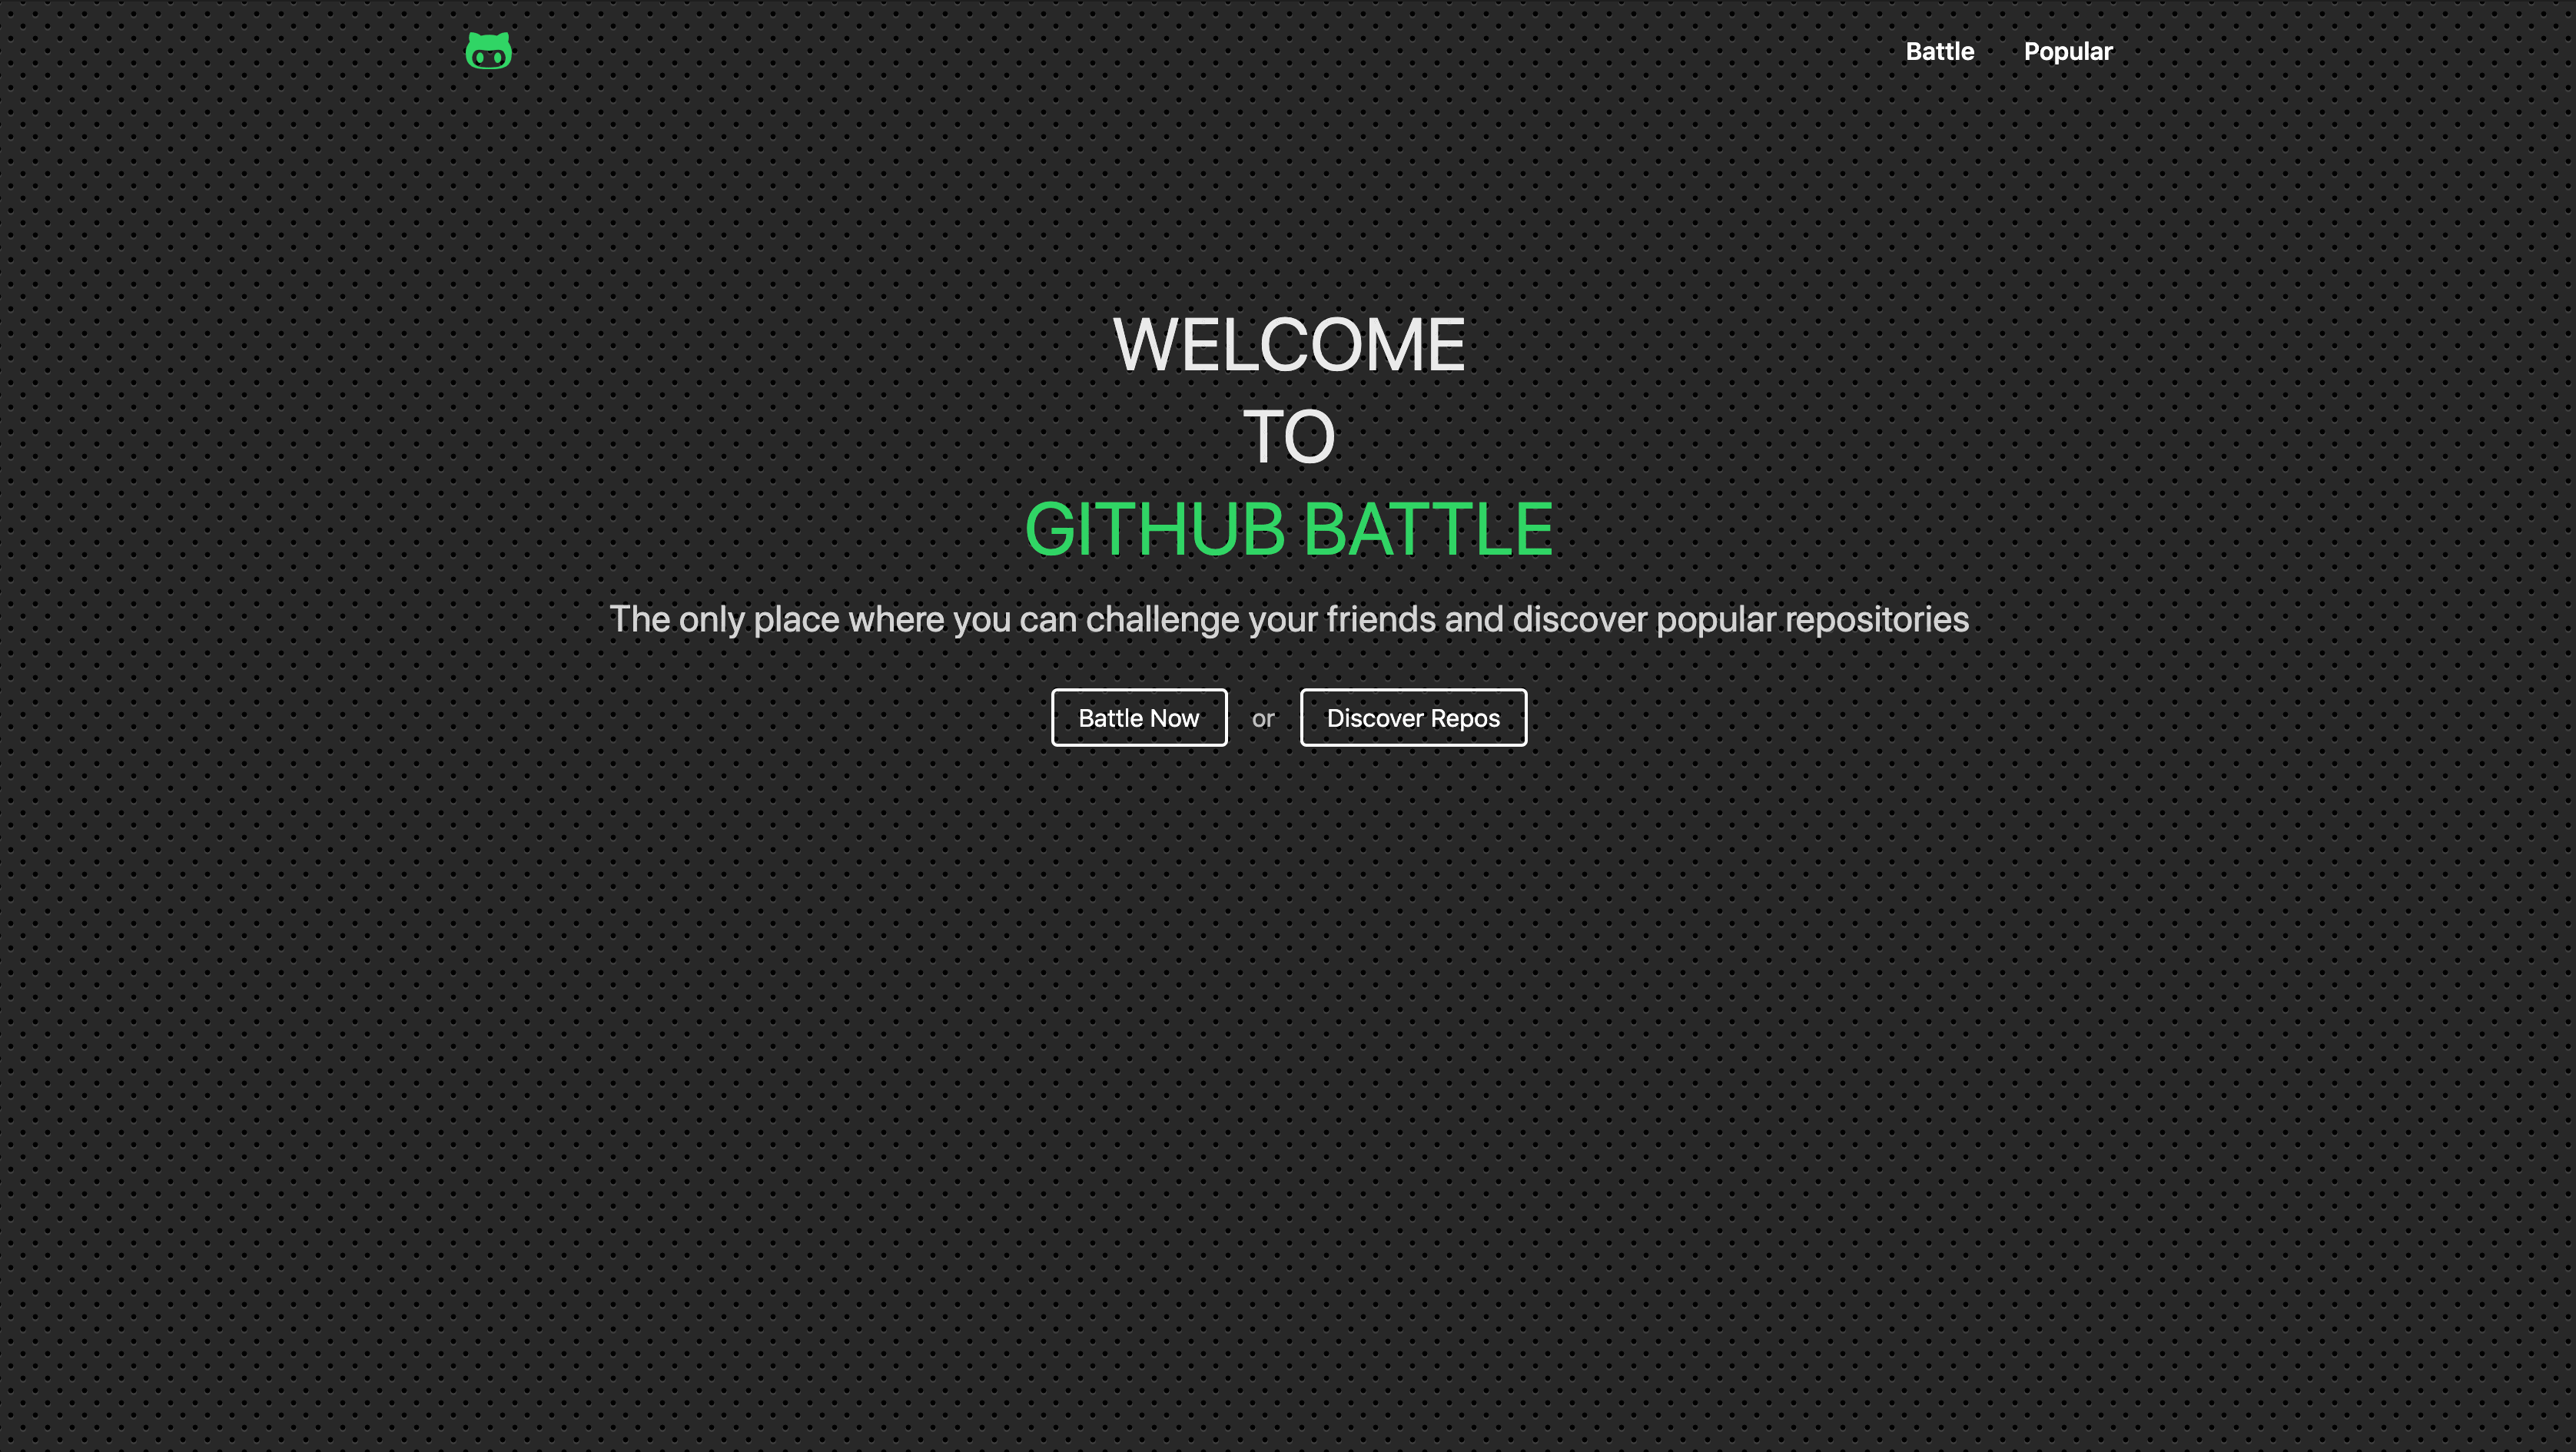 Battle Popular
WELCOME
TO
GITHUB BATTLE
The only place where you can challenge your friends and discover popular repositories
Battle Now or Discover Repos